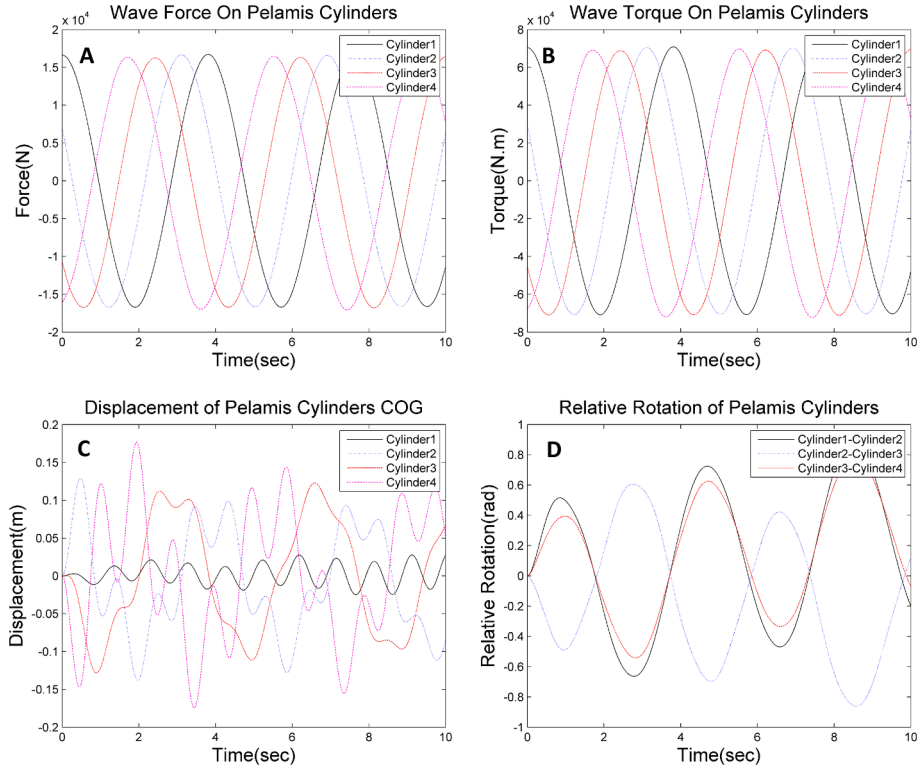 Wave Force On Pelamis Cylinders
x 10⁴
A
Cylinder1
Cylinder2
Cylinder3
Cylinder4
2
1.5
1
0.5
0
-0.5
-1
-1.5
-2
Force(N)
0 2 4 6 8 10
Time(sec)
Wave Torque On Pelamis Cylinders
x 10⁴
B
Cylinder1
Cylinder2
Cylinder3
Cylinder4
8
6
4
2
0
-2
-4
-6
-8
Torque(N.m)
0 2 4 6 8 10
Time(sec)
Displacement of Pelamis Cylinders COG
C
Cylinder1
Cylinder2
Cylinder3
Cylinder4
0.2
0.15
0.1
0.05
0
-0.05
-0.1
-0.15
-0.2
Displacement(m)
0 2 4 6 8 10
Time(sec)
Relative Rotation of Pelamis Cylinders
D
Cylinder1-Cylinder2
Cylinder2-Cylinder3
Cylinder3-Cylinder4
1
0.8
0.6
0.4
0.2
0
-0.2
-0.4
-0.6
-0.8
-1
Relative Rotation(rad)
0 2 4 6 8 10
Time(sec)